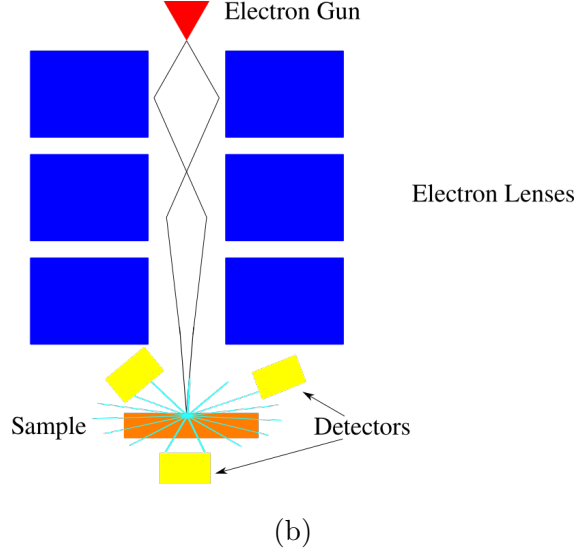 Electron Gun
Electron Lenses
Sample
Detectors
(b)